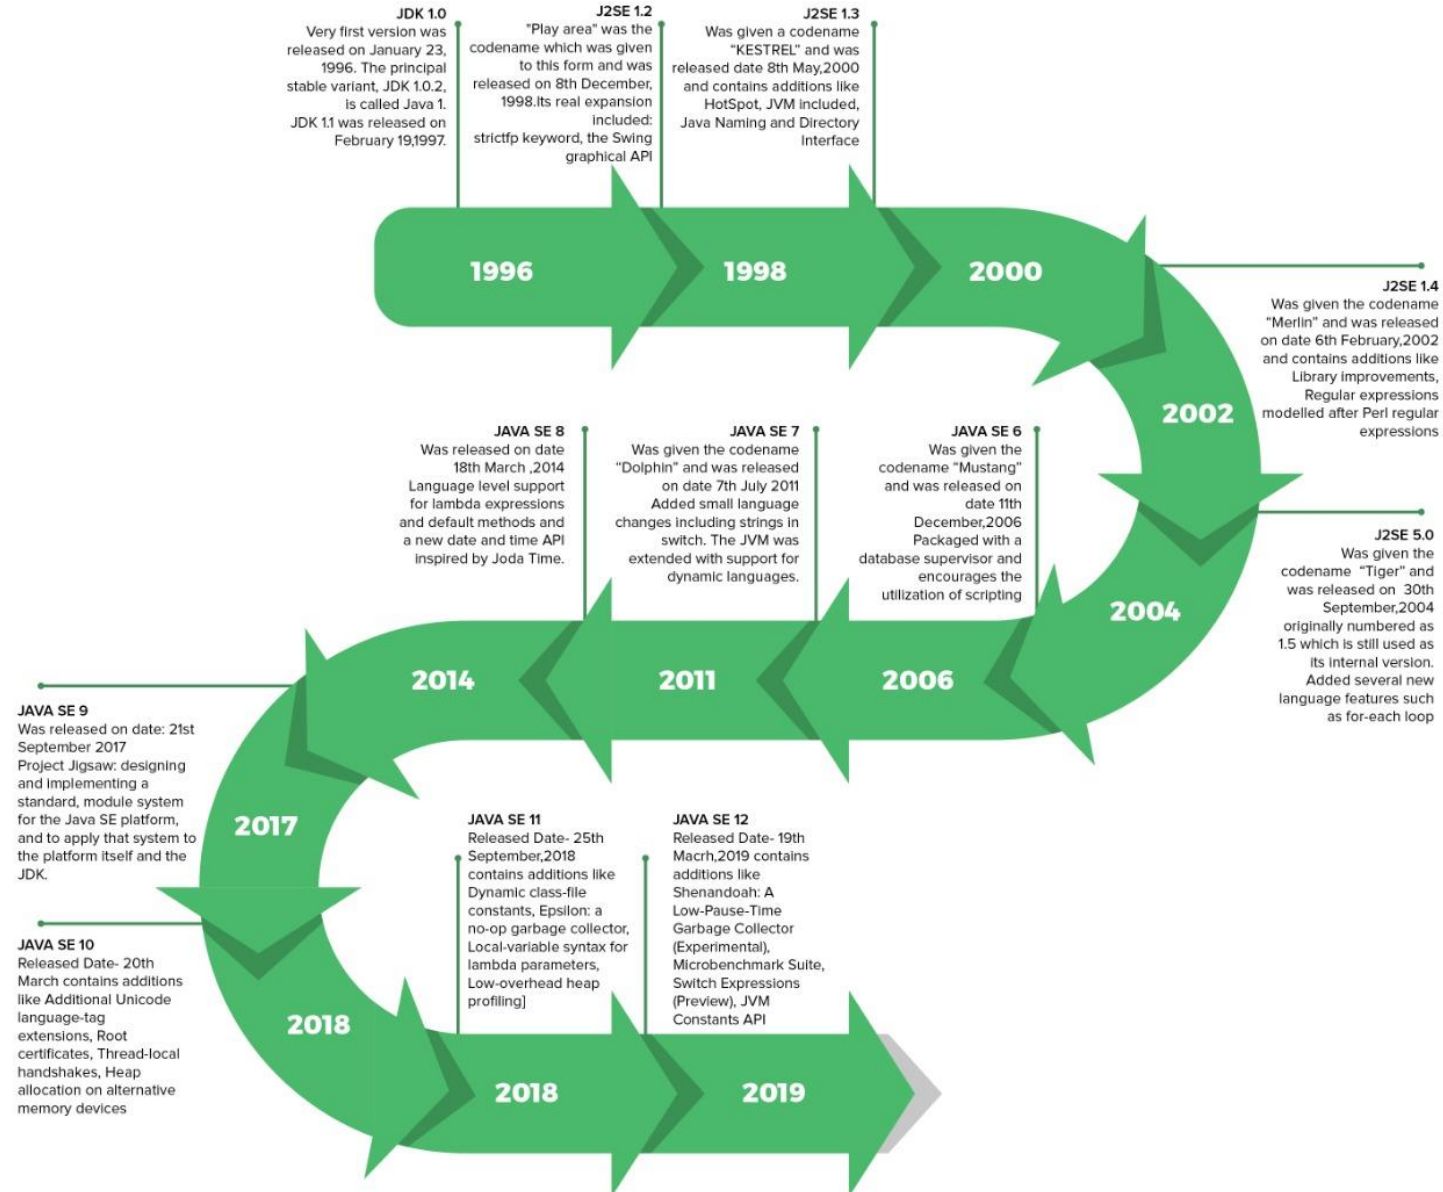 JDK 1.0
Very first version was
released on January 23,
1996. The principal
stable variant, JDK 1.0.2,
is called Java 1.
JDK 1.1 was released on
February 19,1997.
J2SE 1.2
"Play area" was the
codename which was given
to this form and was
released on 8th December,
1998.Its real expansion
included:
strictfp keyword, the Swing
graphical API
J2SE 1.3
Was given a codename
“KESTREL” and was
released date 8th May,2000
and contains additions like
HotSpot, JVM included,
Java Naming and Directory
Interface
1996
1998
2000
J2SE 1.4
Was given the codename
“Merlin” and was released
on date 6th February,2002
and contains additions like
Library improvements,
Regular expressions
modelled after Perl regular
expressions
2002
J2SE 5.0
Was given the
codename “Tiger” and
was released on 30th
September,2004
originally numbered as
1.5 which is still used as
its internal version.
Added several new
language features such
as for-each loop
2004
JAVA SE 6
Was given the
codename “Mustang”
and was released on
date 11th
December,2006
Packaged with a
database supervisor and
encourages the
utilization of scripting
2006
JAVA SE 7
Was given the codename
“Dolphin” and was released
on date 7th July 2011
Added small language
changes including strings in
switch. The JVM was
extended with support for
dynamic languages.
2011
JAVA SE 8
Was released on date
18th March ,2014
Language level support
for lambda expressions
and default methods and
a new date and time API
inspired by Joda Time.
2014
JAVA SE 9
Was released on date: 21st
September 2017
Project Jigsaw: designing
and implementing a
standard, module system
for the Java SE platform,
and to apply that system to
the platform itself and the
JDK.
2017
JAVA SE 10
Released Date- 20th
March contains additions
like Additional Unicode
language-tag
extensions, Root
certificates, Thread-local
handshakes, Heap
allocation on alternative
memory devices
2018
JAVA SE 11
Released Date- 25th
September,2018
contains additions like
Dynamic class-file
constants, Epsilon: a
no-op garbage collector,
Local-variable syntax for
lambda parameters,
Low-overhead heap
profiling]
2018
JAVA SE 12
Released Date- 19th
Macrh,2019 contains
additions like
Shenandoah: A
Low-Pause-Time
Garbage Collector
(Experimental),
Microbenchmark Suite,
Switch Expressions
(Preview), JVM
Constants API
2019